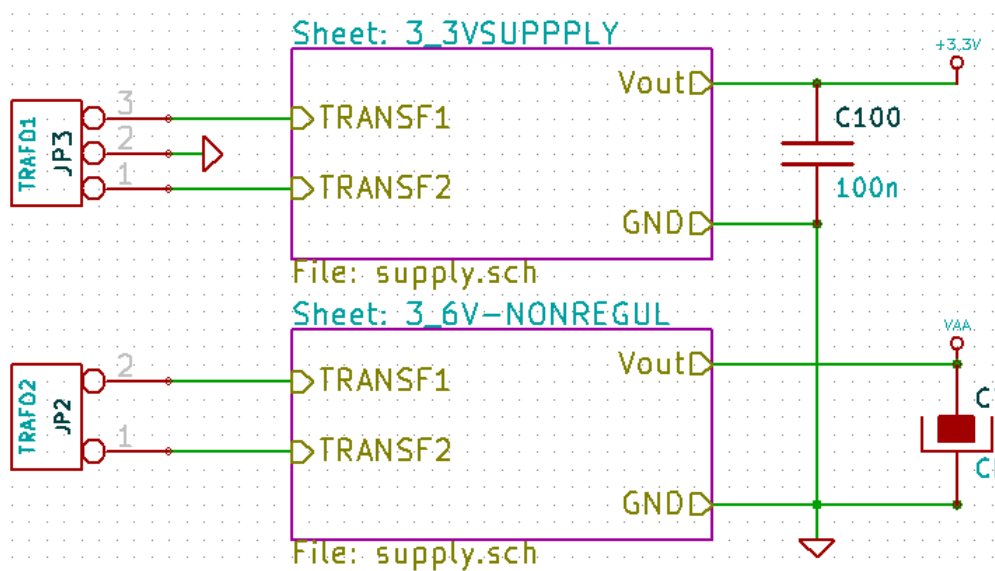 Sheet: 3_3VSUPPPLY
+3,3V
TRAFO1
JP3
3
2
1
TRANSF1
TRANSF2
Vout
GND
C100
100n
File: supply.sch
Sheet: 3_6V-NONREGUL
VAA
TRAFO2
JP2
2
1
TRANSF1
TRANSF2
Vout
GND
File: supply.sch